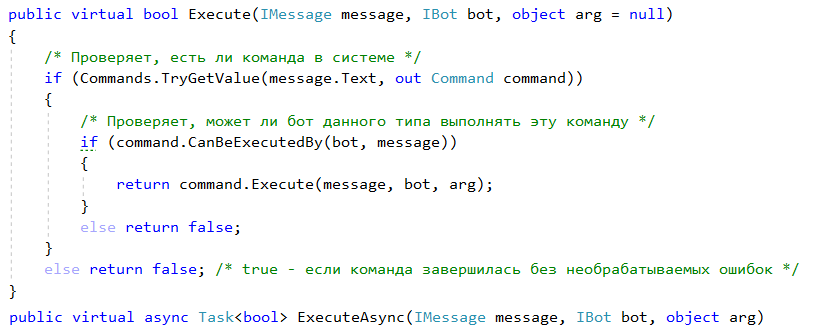 public virtual bool Execute(IMessage message, IBot bot, object arg = null)
{
/* Проверяет, есть ли команда в системе */
if (Commands.TryGetValue(message.Text, out Command command))
{
/* Проверяет, может ли бот данного типа выполнять эту команду */
if (command.CanBeExecutedBy(bot, message))
{
return command.Execute(message, bot, arg);
}
else return false;
}
else return false; /* true - если команда завершилась без необрабатываемых ошибок */
}
public virtual async Task<bool> ExecuteAsync(IMessage message, IBot bot, object arg)